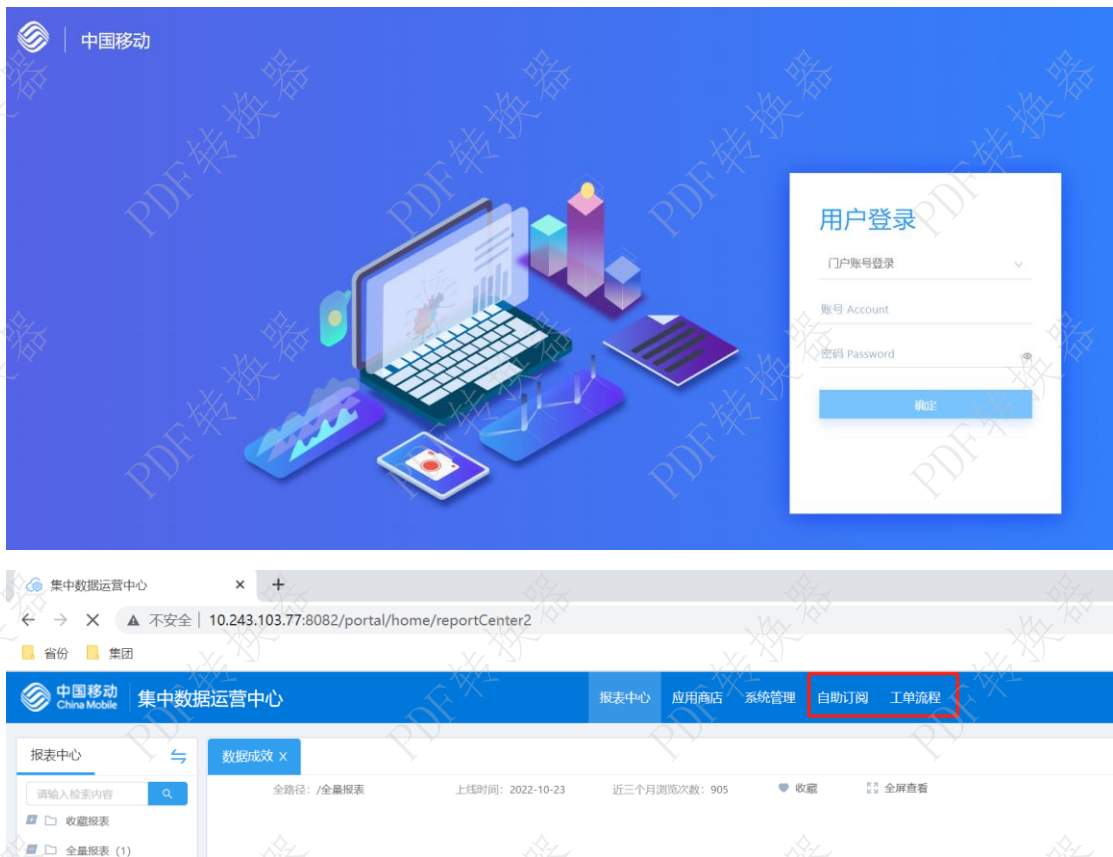 中国移动
用户登录
门户账号登录
账号 Account
密码 Password
确定
集中数据运营中心 × +
不安全 | 10.243.103.77:8082/portal/home/reportCenter2
省份 集团
中国移动 China Mobile 集中数据运营中心 报表中心 应用商店 系统管理 自助订阅 工单流程
报表中心 数据成效 ×
请输入检索内容 全路径：/全量报表 上线时间：2022-10-23 近三个月浏览次数：905 收藏 全屏查看
收藏报表
全量报表 (1)
PDF转换器